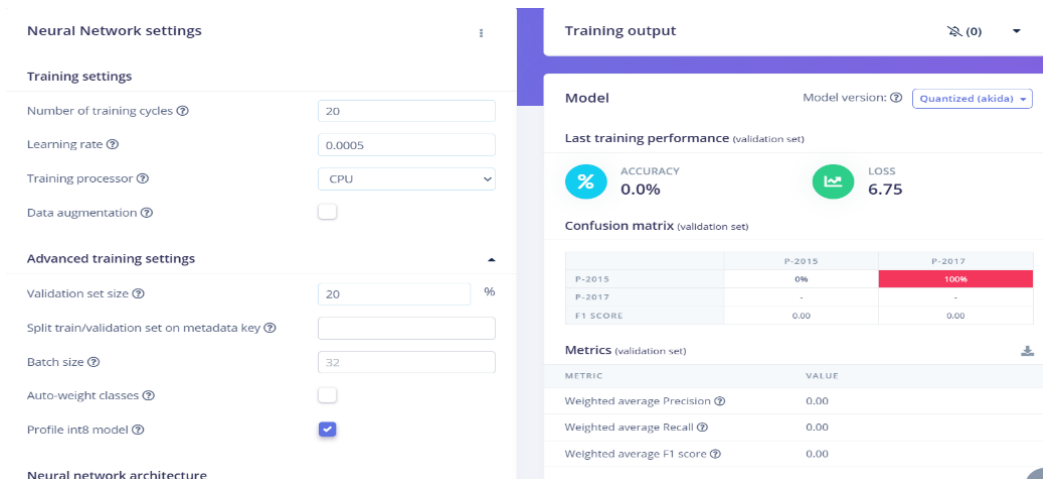 Neural Network settings
Training settings
Number of training cycles ?
20
Learning rate ?
0.0005
Training processor ?
CPU
Data augmentation ?
Advanced training settings
Validation set size ?
20
%
Split train/validation set on metadata key ?
Batch size ?
32
Auto-weight classes ?
Profile int8 model ?
Neural network architecture
Training output
(0)
Model
Model version: ? Quantized (akida)
Last training performance (validation set)
%
ACCURACY
0.0%
LOSS
6.75
Confusion matrix (validation set)
P-2015 P-2017
P-2015 0% 100%
P-2017 - -
F1 SCORE 0.00 0.00
Metrics (validation set)
METRIC VALUE
Weighted average Precision ? 0.00
Weighted average Recall ? 0.00
Weighted average F1 score ? 0.00